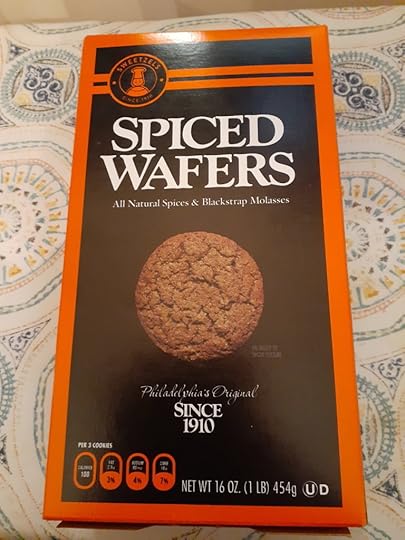 SWEETZELS
SINCE 1910
SPICED
WAFERS
All Natural Spices & Blackstrap Molasses
Philadelphia's Original
SINCE
1910
PER 3 COOKIES
CALORIES
100
3%
4%
7%
NET WT 16 OZ. (1 LB) 454g U D